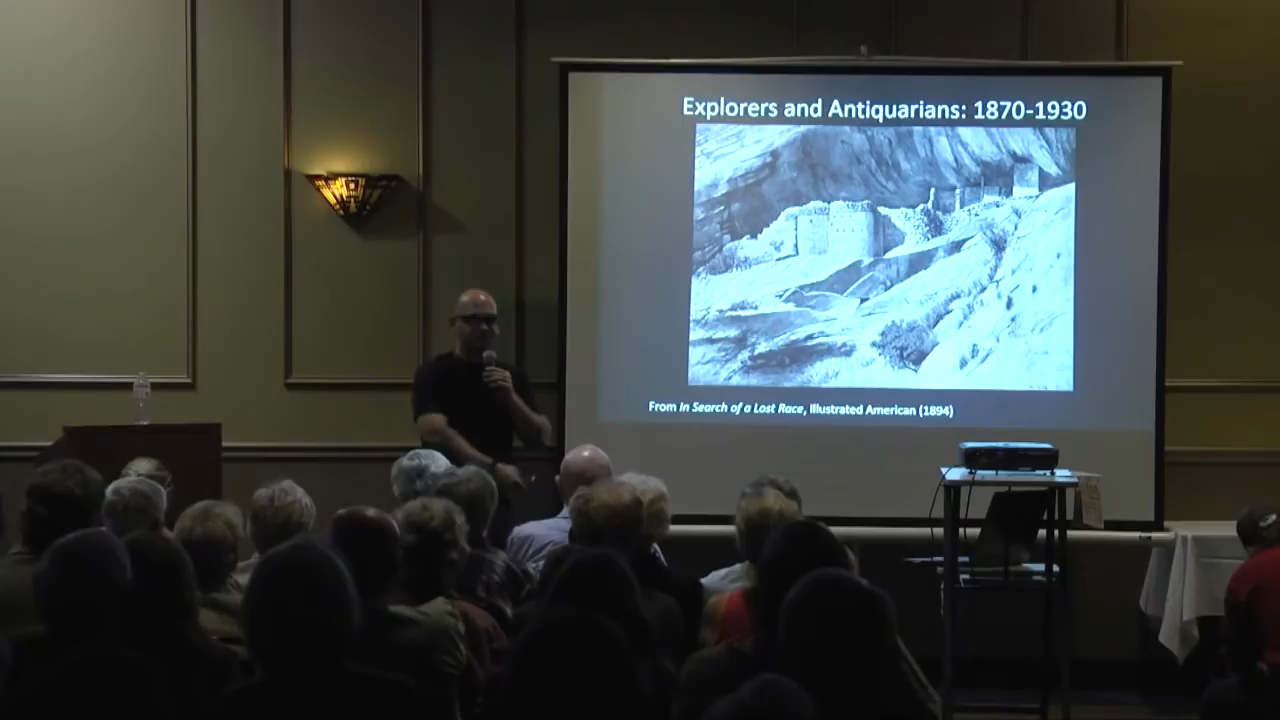 Explorers and Antiquarians: 1870-1930
From In Search of a Lost Race, Illustrated American (1894)